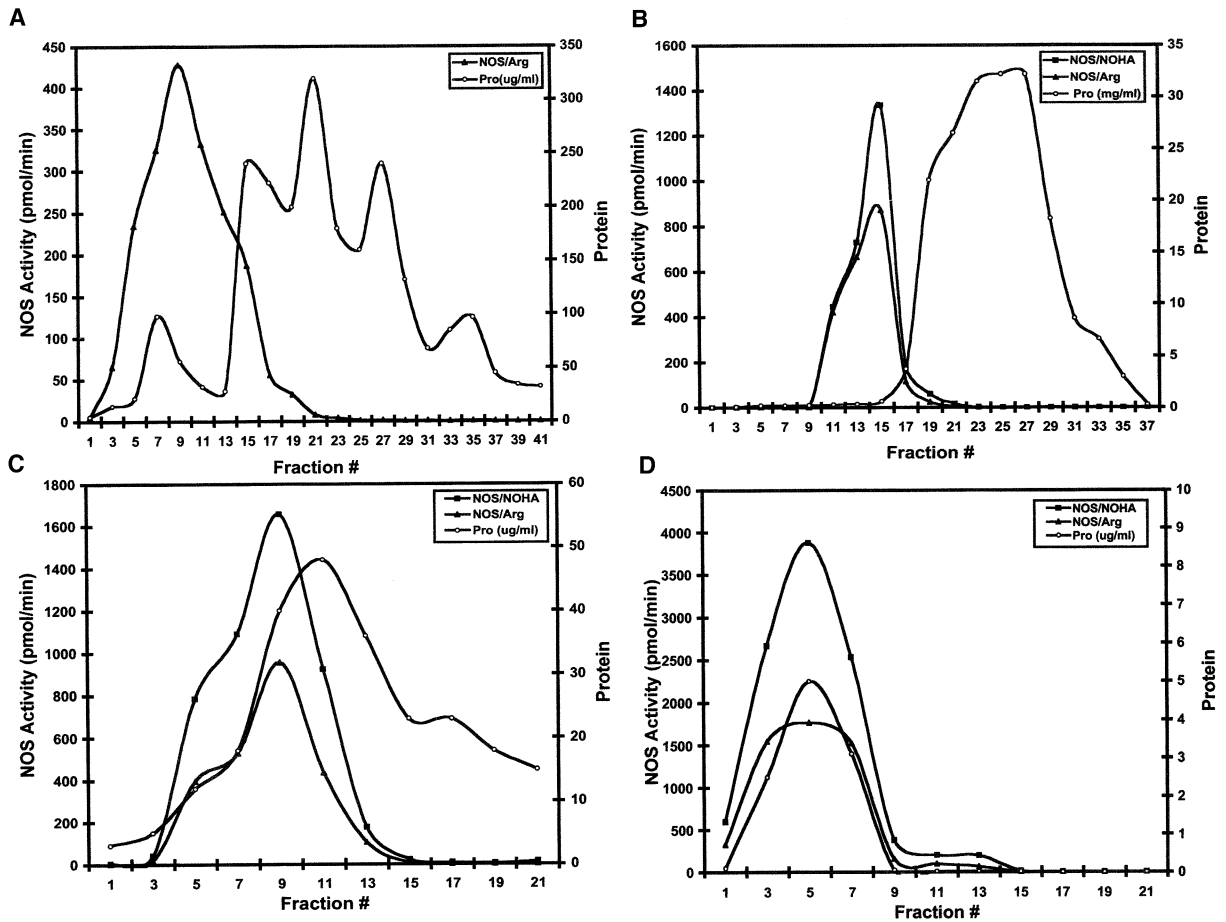 A
450
400
350
300
250
200
150
100
50
0
NOS Activity (pmol/min)
350
300
250
200
150
100
50
0
Protein
NOS/Arg
Pro(ug/ml)
1 3 5 7 9 11 13 15 17 19 21 23 25 27 29 31 33 35 37 39 41
Fraction #
B
1600
1400
1200
1000
800
600
400
200
0
NOS Activity (pmol/min)
35
30
25
20
15
10
5
0
Protein
NOS/NOHA
NOS/Arg
Pro (mg/ml)
1 3 5 7 9 11 13 15 17 19 21 23 25 27 29 31 33 35 37
Fraction #
C
1800
1600
1400
1200
1000
800
600
400
200
0
NOS Activity (pmol/min)
60
50
40
30
20
10
0
Protein
NOS/NOHA
NOS/Arg
Pro (ug/ml)
1 3 5 7 9 11 13 15 17 19 21
Fraction #
D
4500
4000
3500
3000
2500
2000
1500
1000
500
0
NOS Activity (pmol/min)
10
9
8
7
6
5
4
3
2
1
0
Protein
NOS/NOHA
NOS/Arg
Pro (ug/ml)
1 3 5 7 9 11 13 15 17 19 21
Fraction #